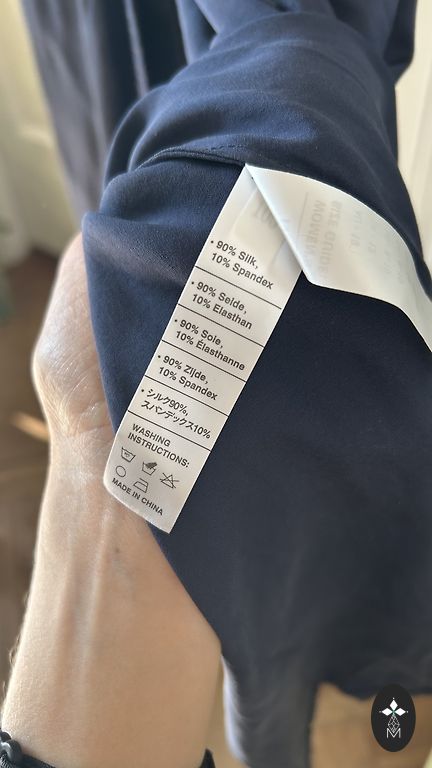 • 90% Silk,
10% Spandex
• 90% Seide,
10% Elasthan
• 90% Soie,
10% Élasthanne
• 90% Zijde,
10% Spandex
• シルク90%,
スパンデックス10%
WASHING
INSTRUCTIONS:
MADE IN CHINA